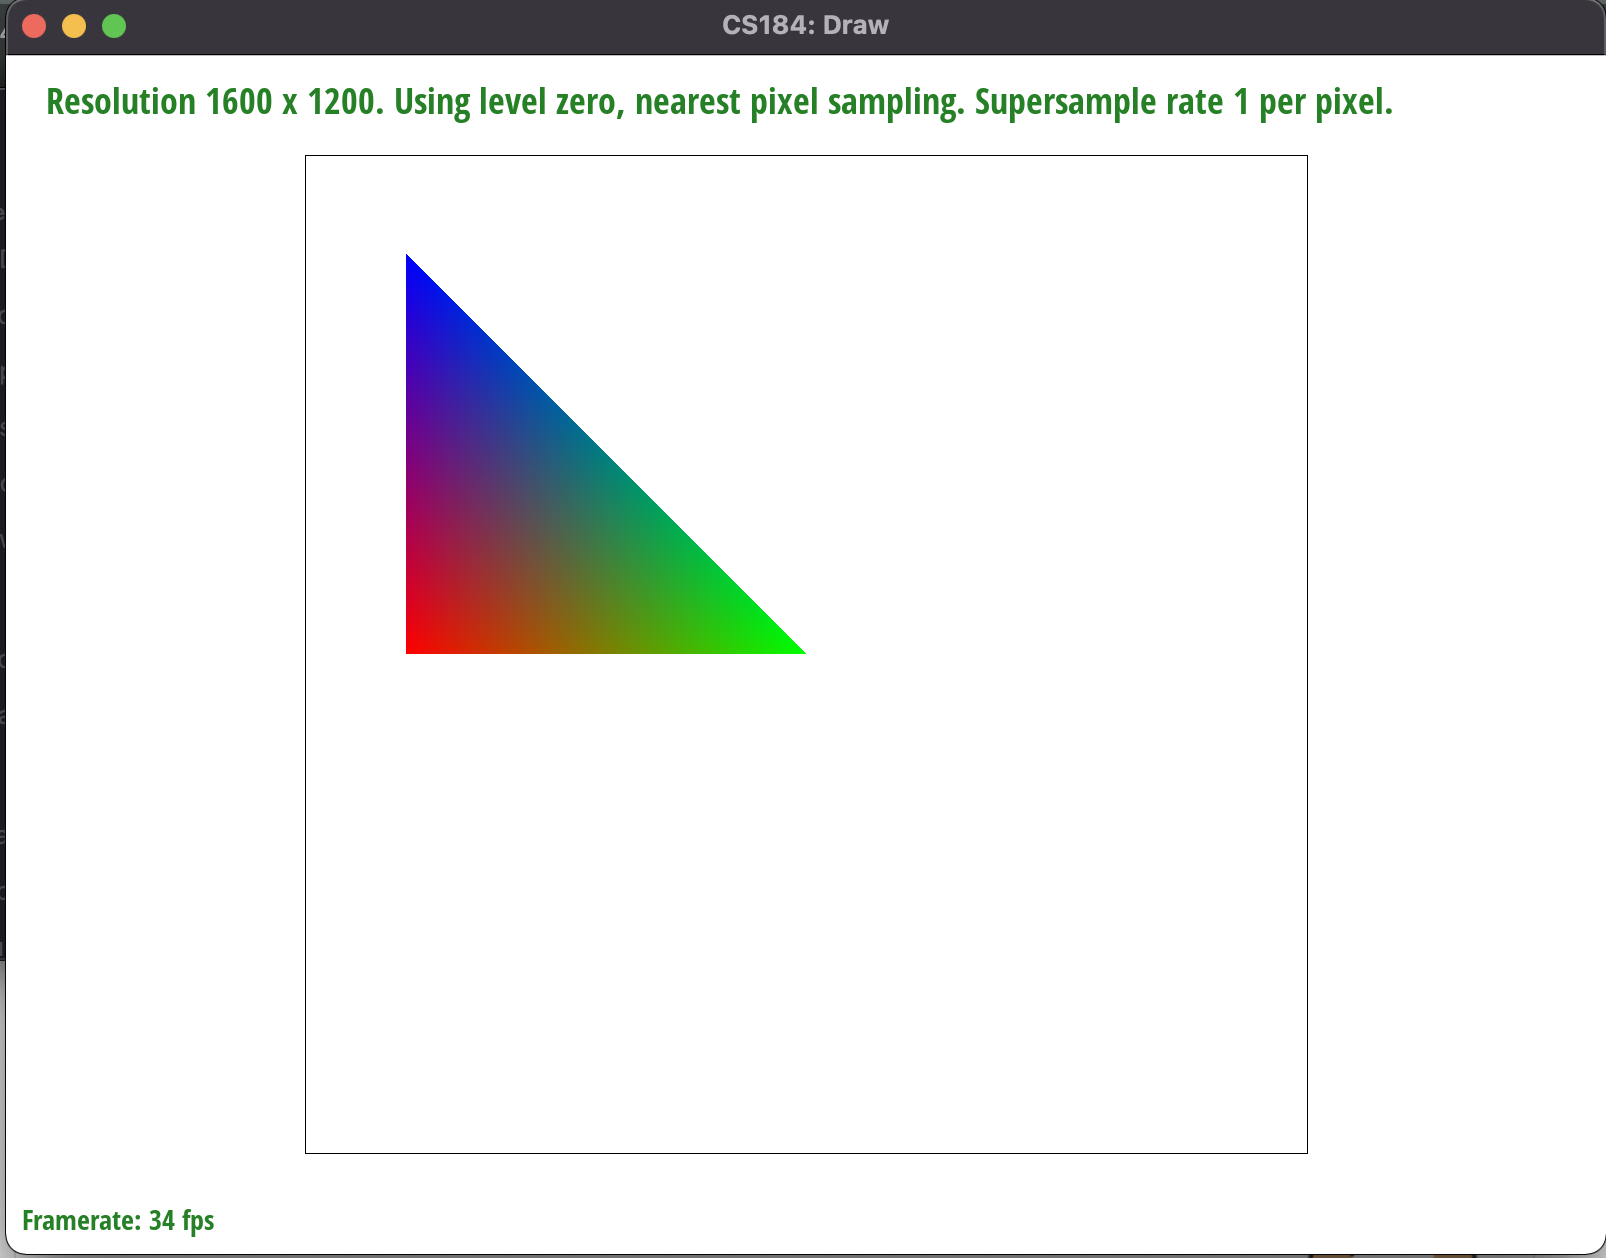 CS184: Draw
Resolution 1600 x 1200. Using level zero, nearest pixel sampling. Supersample rate 1 per pixel.
Framerate: 34 fps